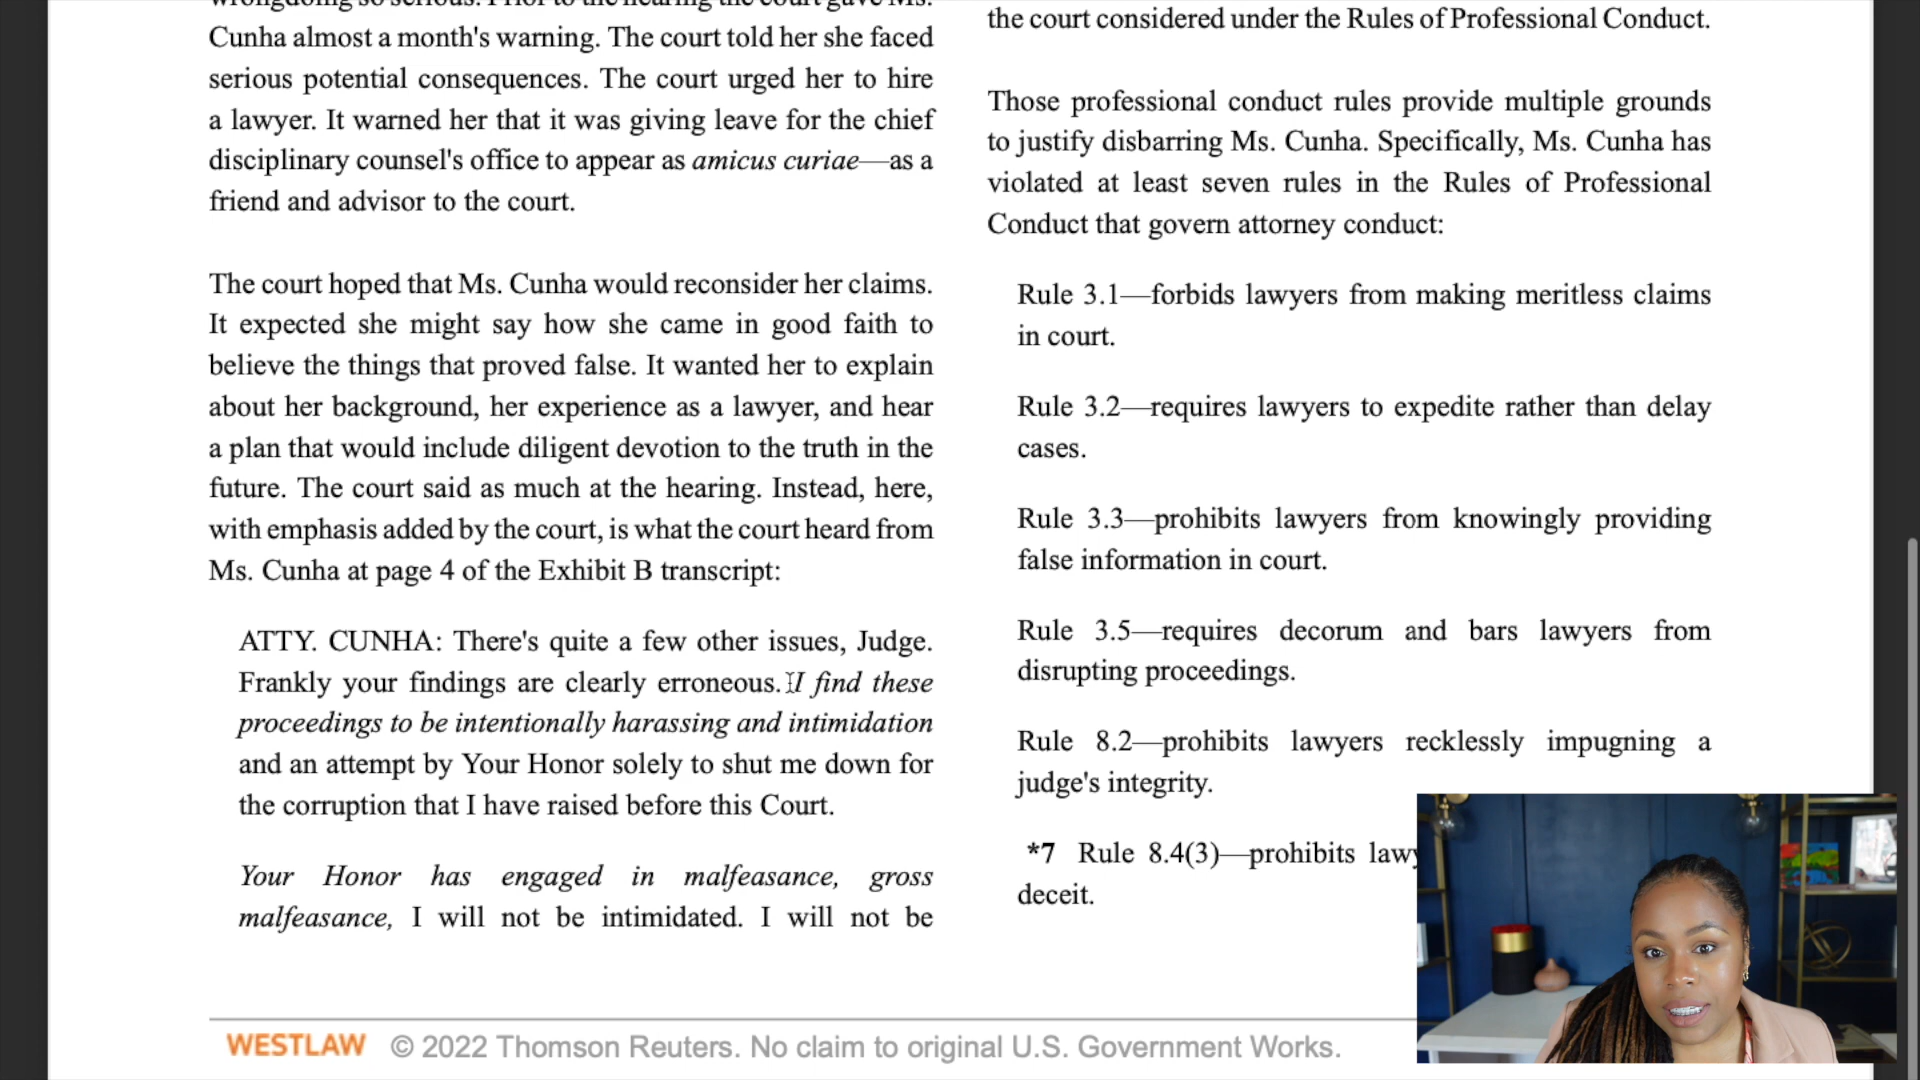 wrongdoing so serious. Prior to the hearing the court gave Ms.
Cunha almost a month's warning. The court told her she faced
serious potential consequences. The court urged her to hire
a lawyer. It warned her that it was giving leave for the chief
disciplinary counsel's office to appear as amicus curiae—as a
friend and advisor to the court.
The court hoped that Ms. Cunha would reconsider her claims.
It expected she might say how she came in good faith to
believe the things that proved false. It wanted her to explain
about her background, her experience as a lawyer, and hear
a plan that would include diligent devotion to the truth in the
future. The court said as much at the hearing. Instead, here,
with emphasis added by the court, is what the court heard from
Ms. Cunha at page 4 of the Exhibit B transcript:
ATTY. CUNHA: There's quite a few other issues, Judge.
Frankly your findings are clearly erroneous. I find these
proceedings to be intentionally harassing and intimidation
and an attempt by Your Honor solely to shut me down for
the corruption that I have raised before this Court.
Your Honor has engaged in malfeasance, gross
malfeasance, I will not be intimidated. I will not be
the court considered under the Rules of Professional Conduct.
Those professional conduct rules provide multiple grounds
to justify disbarring Ms. Cunha. Specifically, Ms. Cunha has
violated at least seven rules in the Rules of Professional
Conduct that govern attorney conduct:
Rule 3.1—forbids lawyers from making meritless claims
in court.
Rule 3.2—requires lawyers to expedite rather than delay
cases.
Rule 3.3—prohibits lawyers from knowingly providing
false information in court.
Rule 3.5—requires decorum and bars lawyers from
disrupting proceedings.
Rule 8.2—prohibits lawyers recklessly impugning a
judge's integrity.
*7 Rule 8.4(3)—prohibits
deceit.
WESTLAW © 2022 Thomson Reuters. No claim to original U.S. Government Works.